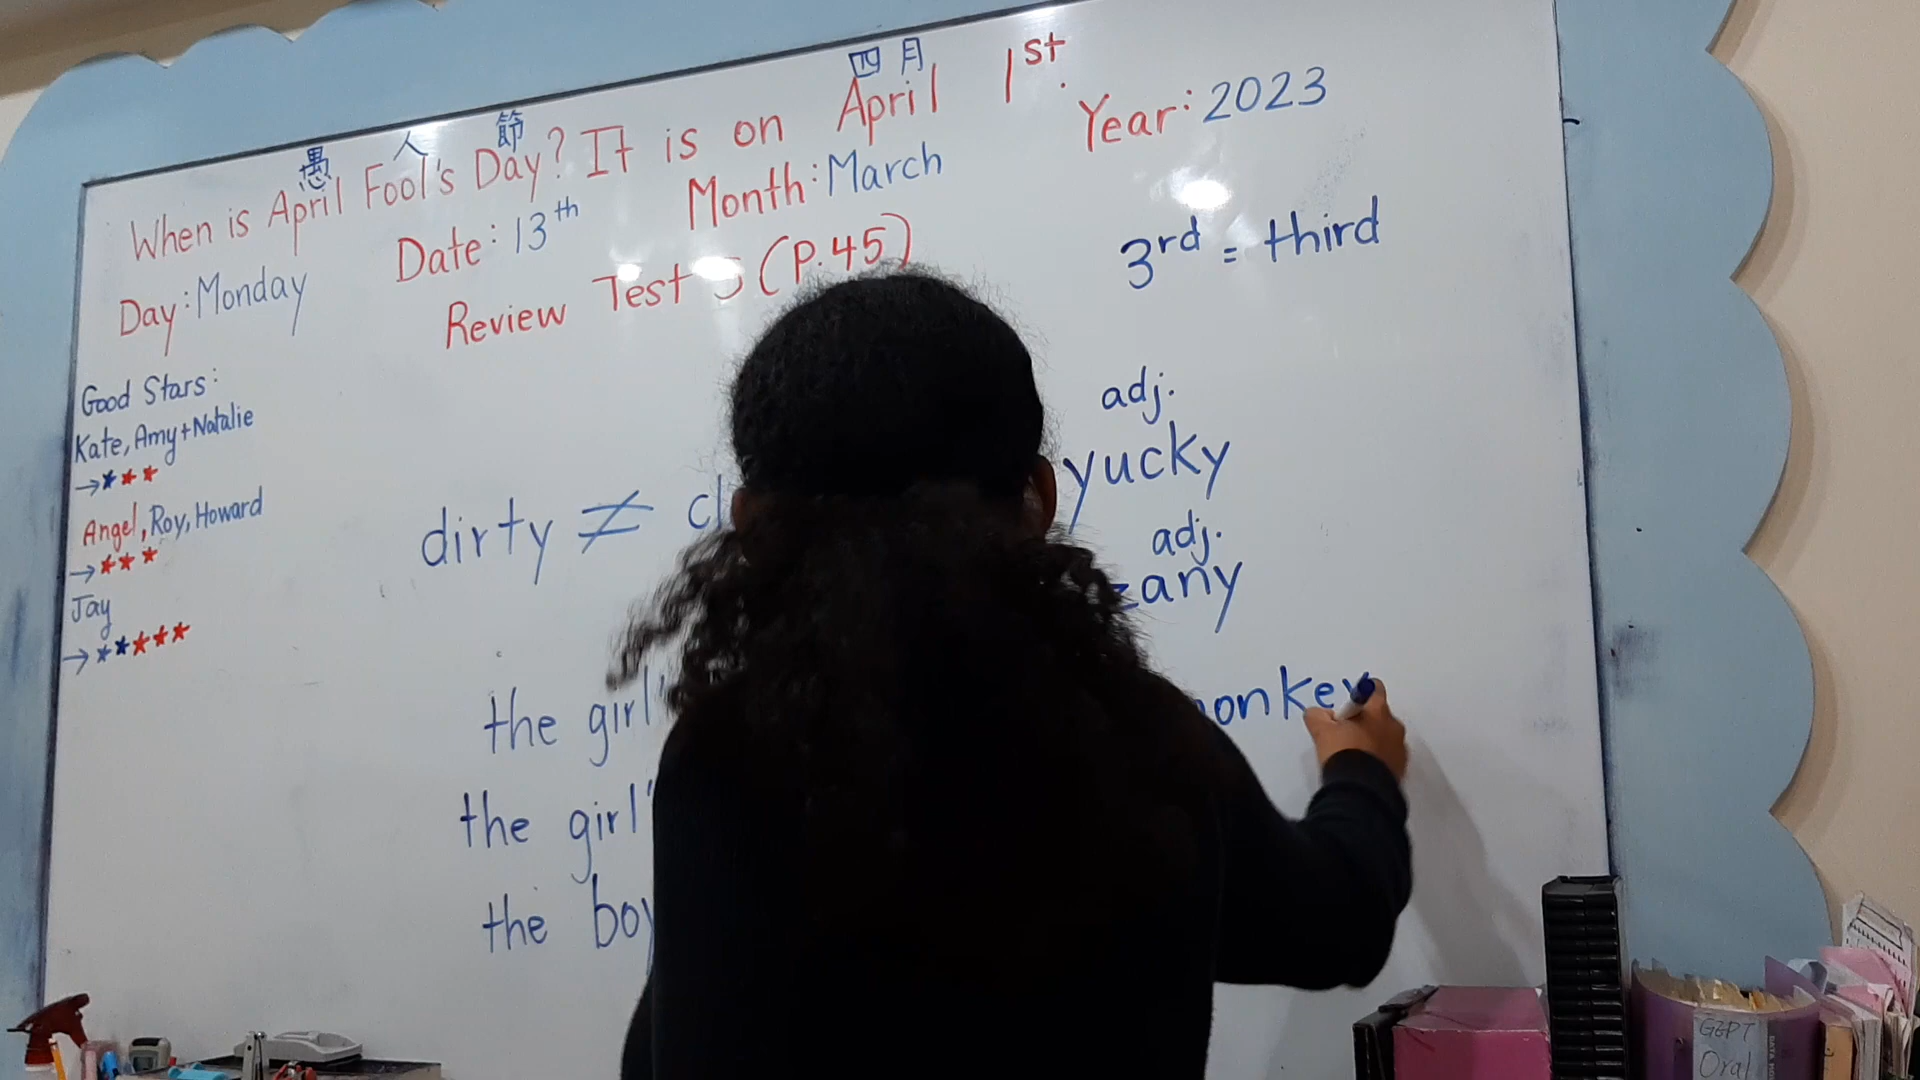 四月
愚人節
When is April Fool's Day? It is on April 1st.
Day: Monday Date: 13th Month: March Year: 2023
Review Test 5 (P.45)
3rd = third
Good Stars:
Kate, Amy + Natalie
→ ★★★
Angel, Roy, Howard
→ ★★★
Jay
→ ★★★★★
adj.
yucky
dirty ≠ cl
adj.
zany
the girl'
onkey
the girl'
the boy
GEPT
Oral